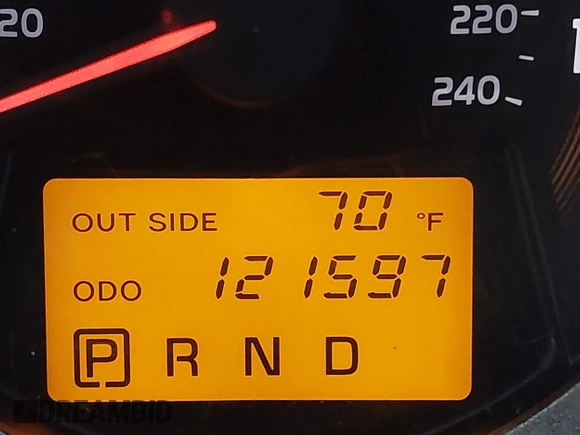 20
220
240
OUT SIDE 70 °F
ODO 121597
P R N D
DREAMBID